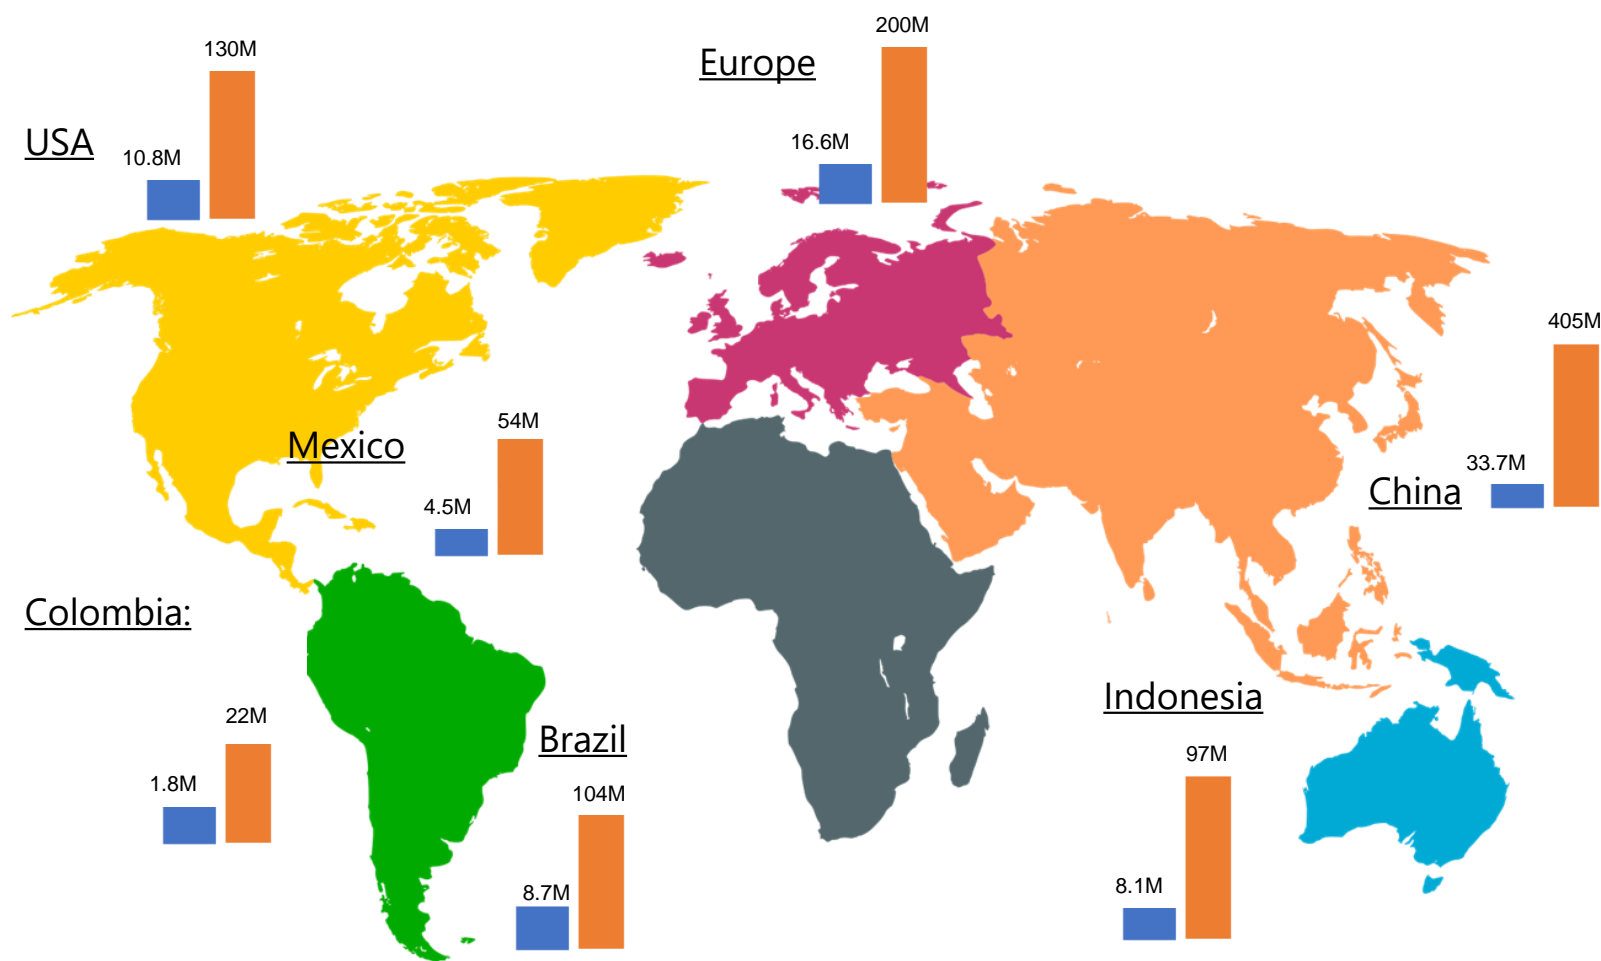 USA
10.8M
130M
Europe
16.6M
200M
Mexico
4.5M
54M
China
33.7M
405M
Colombia:
1.8M
22M
Brazil
8.7M
104M
Indonesia
8.1M
97M